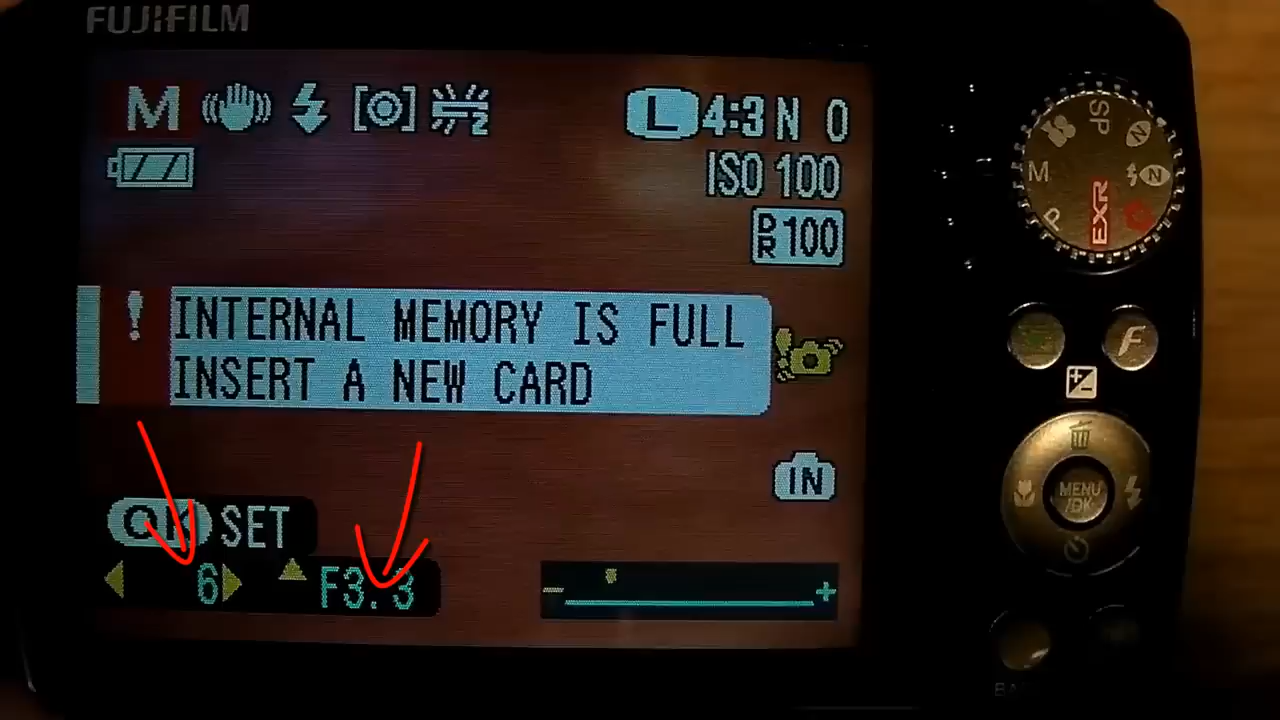 FUJIFILM
M
L 4:3 N 0
ISO 100
DR 100
! INTERNAL MEMORY IS FULL
INSERT A NEW CARD
IN
OK SET
6 F3.3
- +
SP
N
M
N
EXR
P
F
MENU
/OK